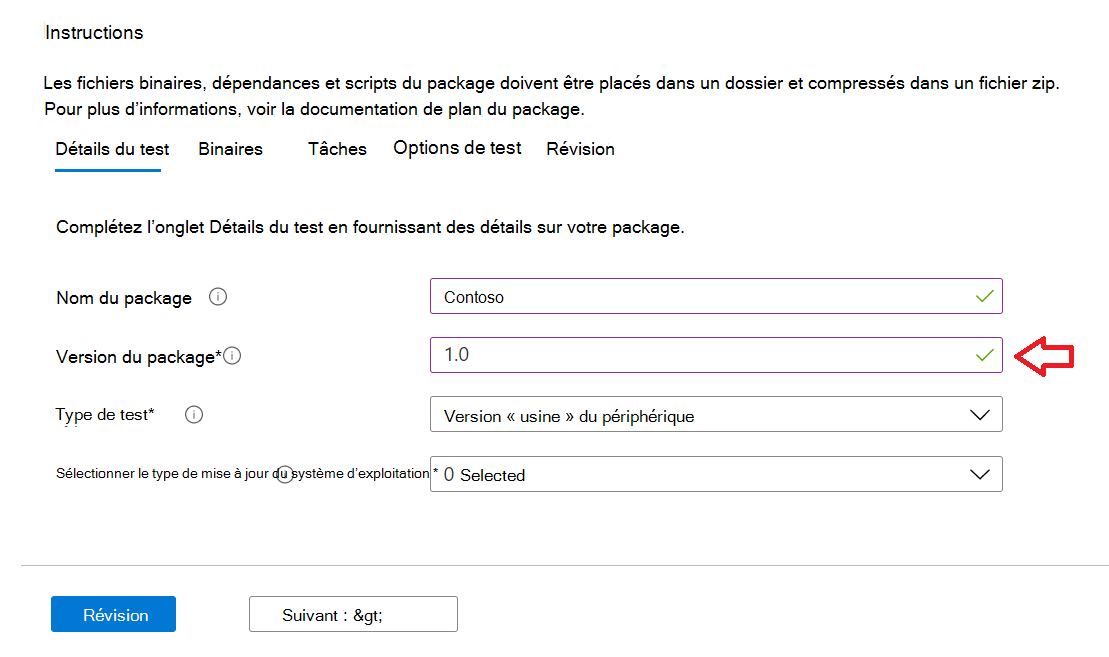 Instructions
Les fichiers binaires, dépendances et scripts du package doivent être placés dans un dossier et compressés dans un fichier zip.
Pour plus d’informations, voir la documentation de plan du package.
Détails du test Binaires Tâches Options de test Révision
Complétez l’onglet Détails du test en fournissant des détails sur votre package.
Nom du package Contoso
Version du package* 1.0
Type de test* Version « usine » du périphérique
Sélectionner le type de mise à jour du système d’exploitation * 0 Selected
Révision Suivant : &gt;